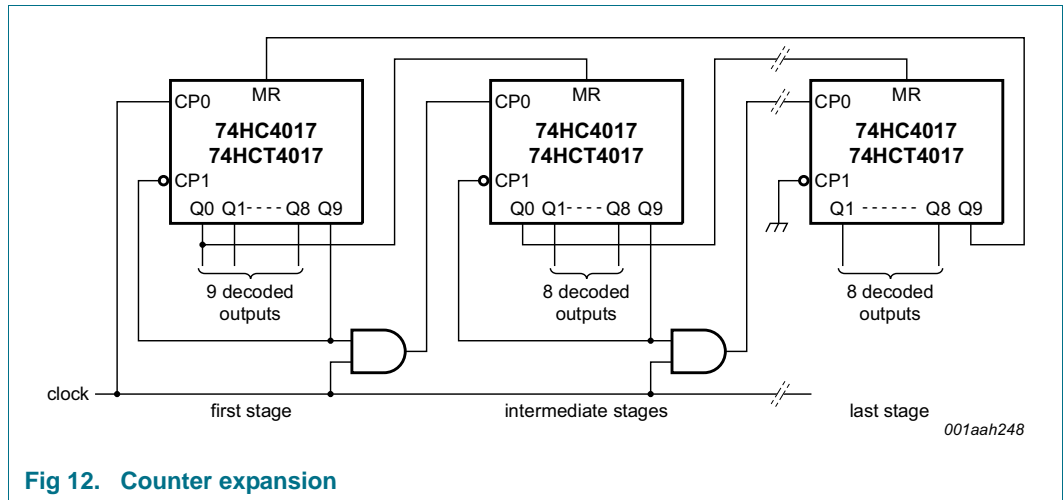 MR
CP0
74HC4017
74HCT4017
CP1
Q0 Q1 - - - - Q8 Q9
9 decoded
outputs
MR
CP0
74HC4017
74HCT4017
CP1
Q0 Q1 - - - - Q8 Q9
8 decoded
outputs
MR
CP0
74HC4017
74HCT4017
CP1
Q1 - - - - - - Q8 Q9
8 decoded
outputs
clock
first stage
intermediate stages
last stage
001aah248
Fig 12. Counter expansion